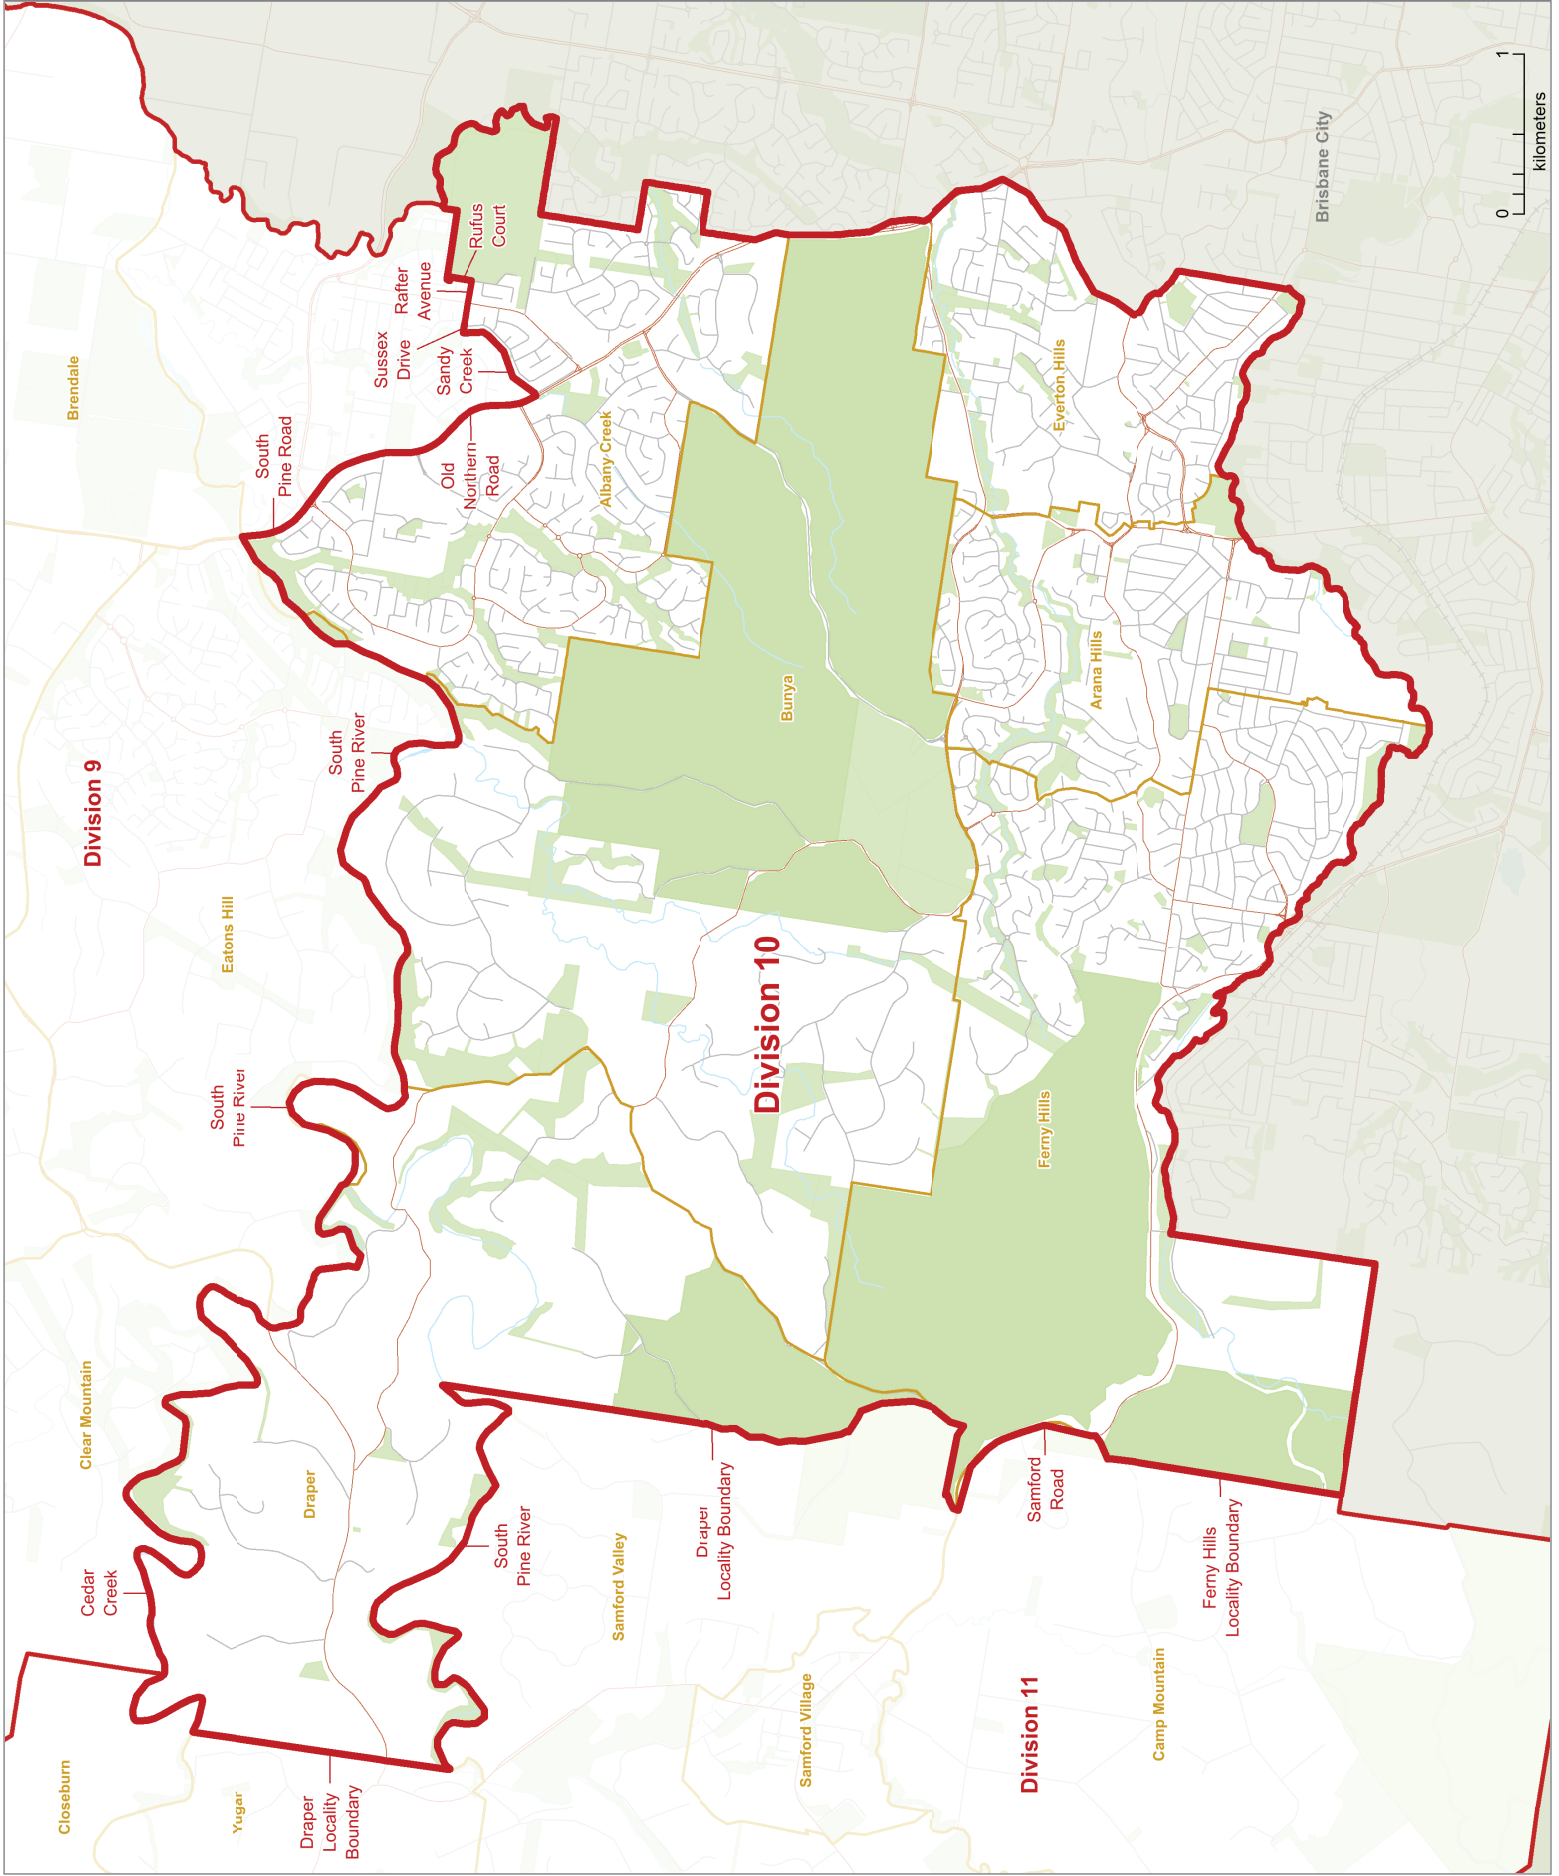 Closeburn
Yugar
Draper
Locality
Boundary
Cedar
Creek
Clear Mountain
Draper
South
Pine River
Samford Valley
Samford Village
Draper
Locality Boundary
Division 11
Camp Mountain
Samford
Road
Ferny Hills
Locality Boundary
South
Pine River
Eatons Hill
Division 9
South
Pine River
Division 10
Ferny Hills
Bunya
Arana Hills
Brendale
South
Pine Road
Old
Northern
Road
Albany Creek
Sussex
Drive
Sandy
Creek
Rafter
Avenue
Rufus
Court
Everton Hills
Brisbane City
0
1
kilometers